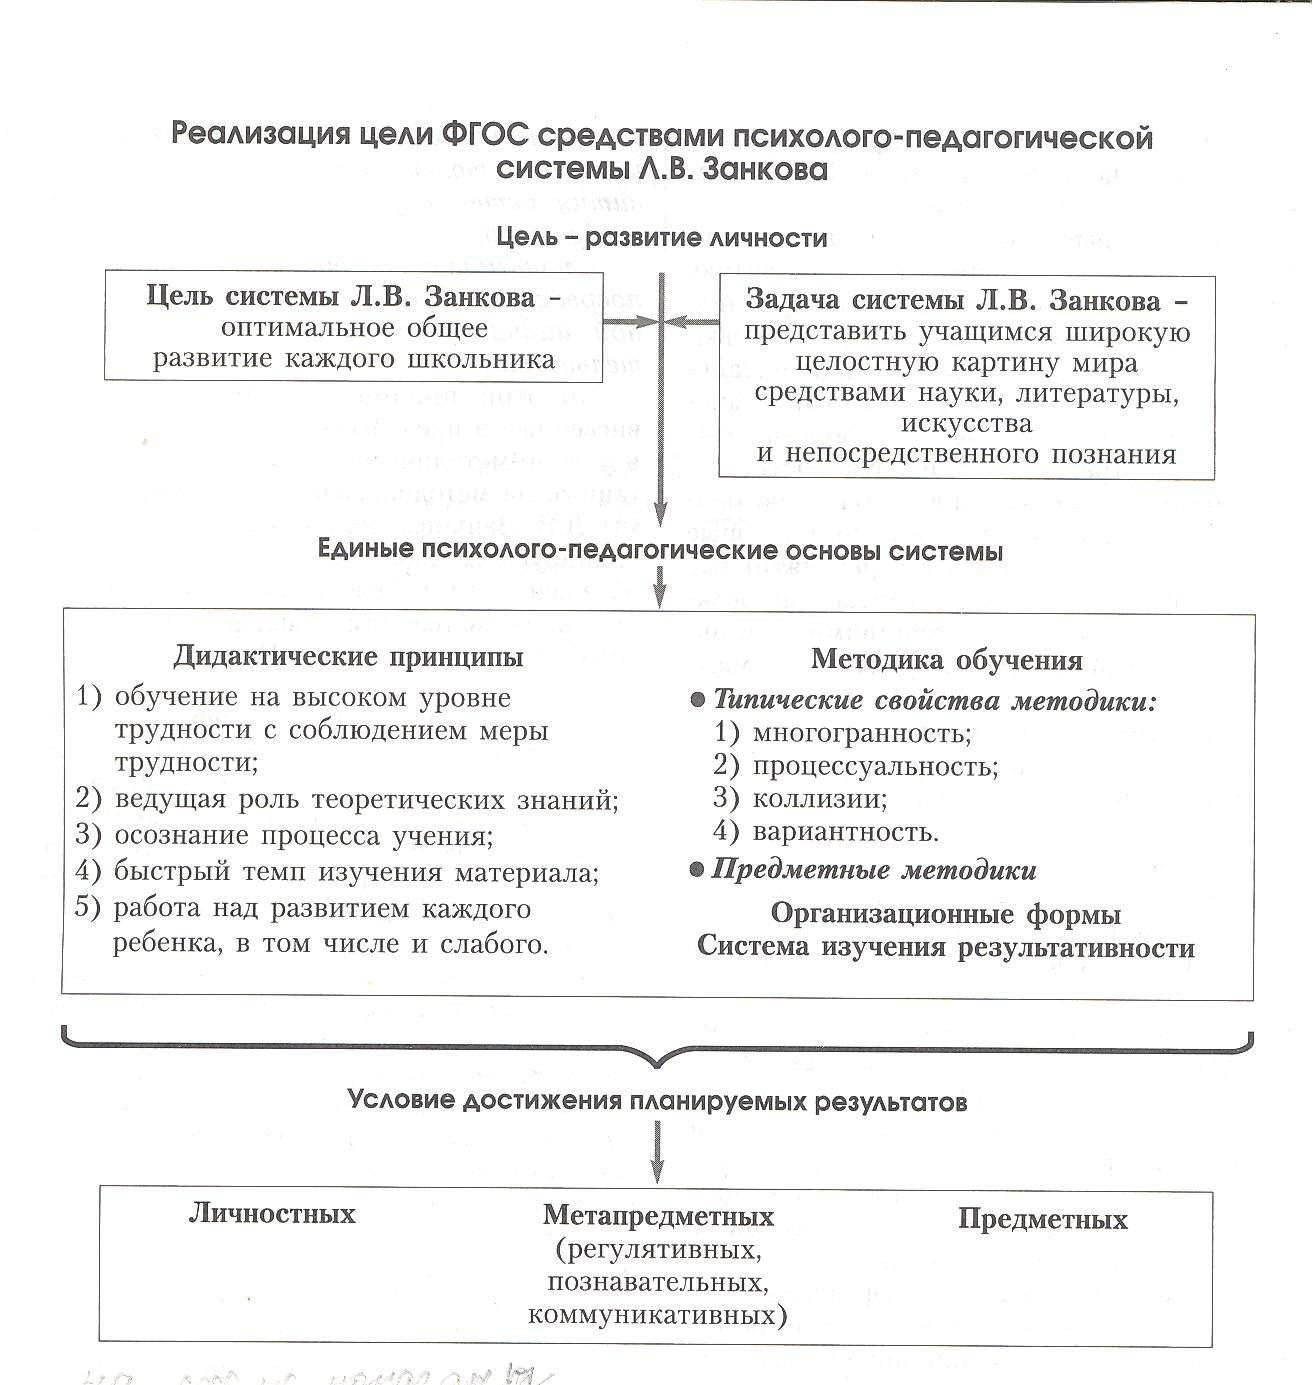 Реализация цели ФГОС средствами психолого-педагогической
системы Л.В. Занкова
Цель – развитие личности
Цель системы Л.В. Занкова –
оптимальное общее
развитие каждого школьника
Задача системы Л.В. Занкова –
представить учащимся широкую
целостную картину мира
средствами науки, литературы,
искусства
и непосредственного познания
Единые психолого-педагогические основы системы
Дидактические принципы
1) обучение на высоком уровне
трудности с соблюдением меры
трудности;
2) ведущая роль теоретических знаний;
3) осознание процесса учения;
4) быстрый темп изучения материала;
5) работа над развитием каждого
ребенка, в том числе и слабого.
Методика обучения
● Типические свойства методики:
1) многогранность;
2) процессуальность;
3) коллизии;
4) вариантность.
● Предметные методики
Организационные формы
Система изучения результативности
Условие достижения планируемых результатов
Личностных
Метапредметных
(регулятивных,
познавательных,
коммуникативных)
Предметных